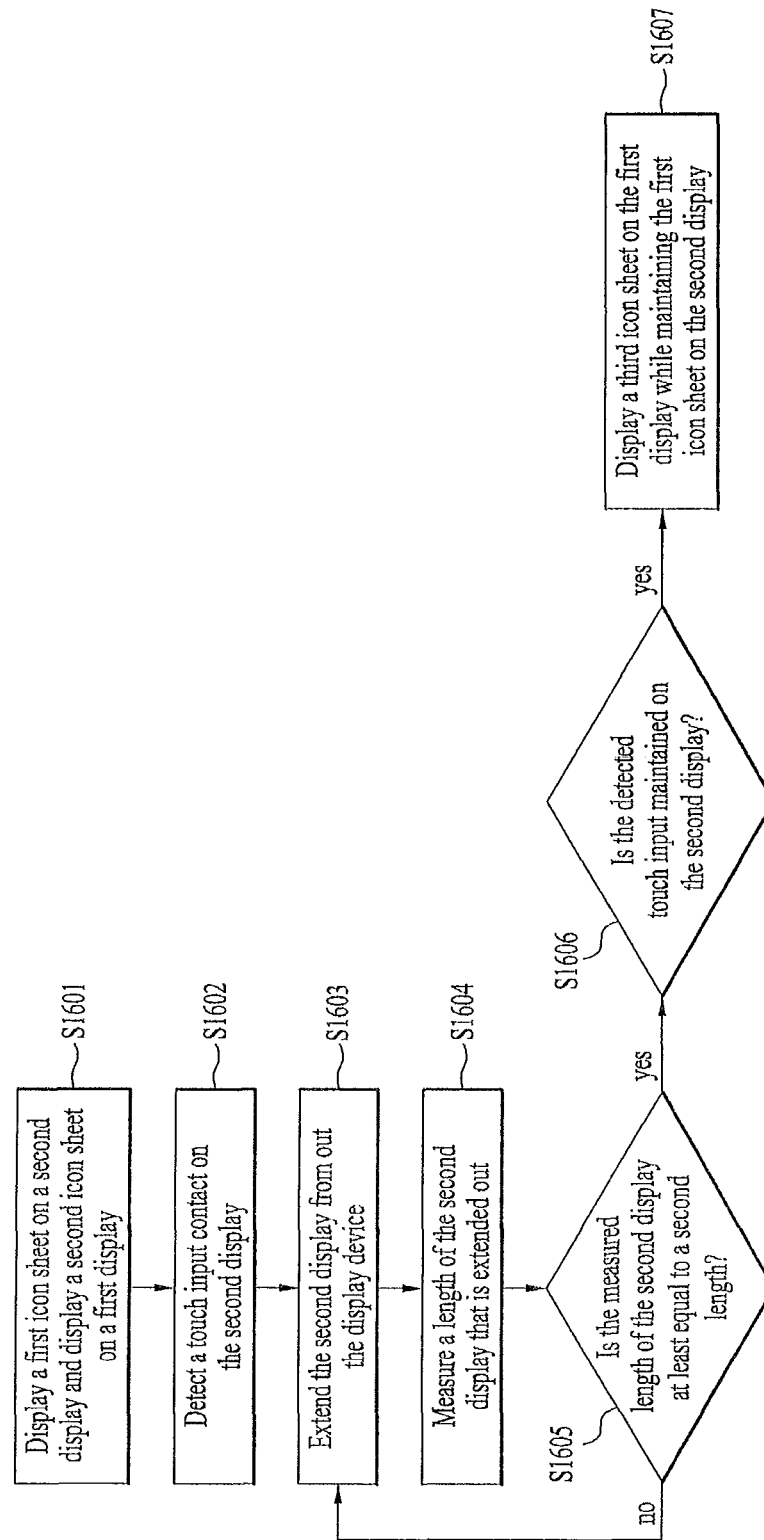 Display a first icon sheet on a second
display and display a second icon sheet
on a first display
S1601
Detect a touch input contact on
the second display
S1602
Extend the second display from out
the display device
S1603
Measure a length of the second
display that is extended out
S1604
Is the measured
length of the second display
at least equal to a second
length?
S1605
no
yes
Is the detected
touch input maintained on
the second display?
S1606
yes
Display a third icon sheet on the first
display while maintaining the first
icon sheet on the second display
S1607